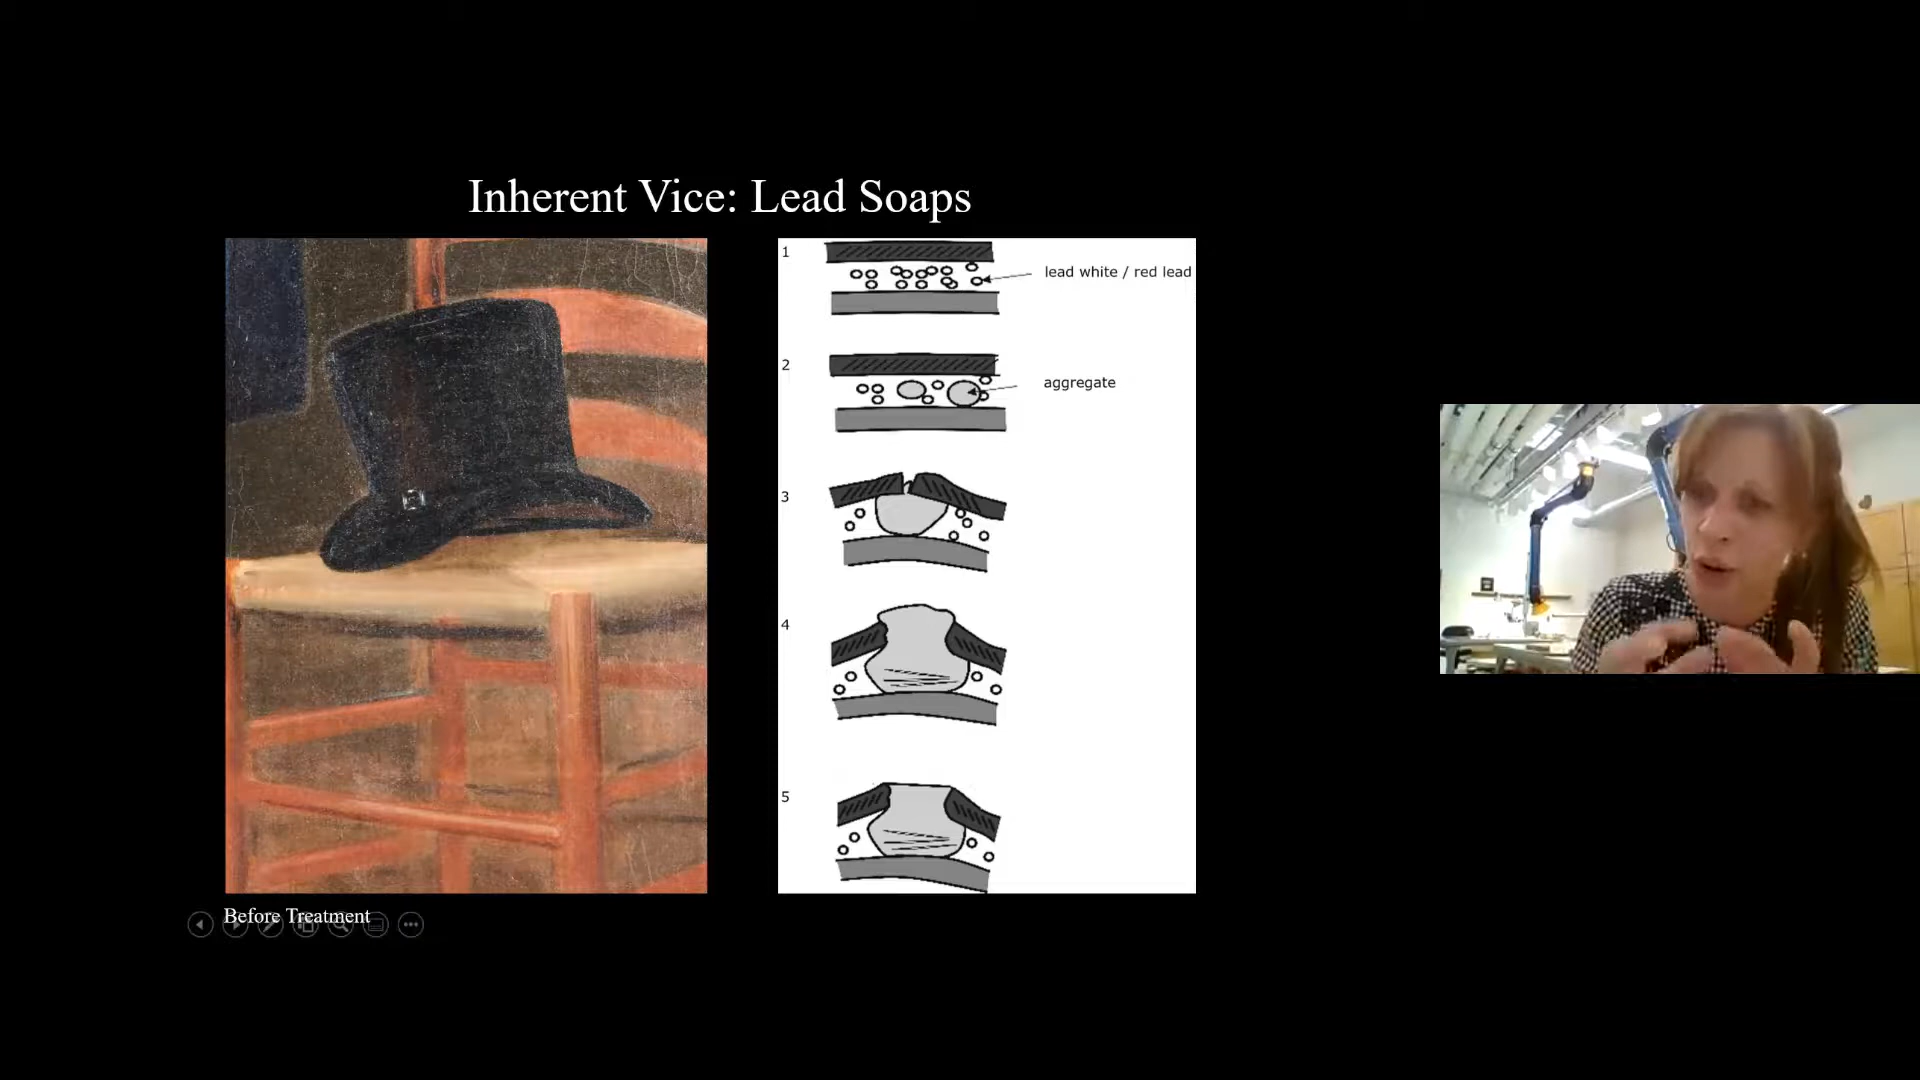 Inherent Vice: Lead Soaps
1
lead white / red lead
2
aggregate
3
4
5
Before Treatment